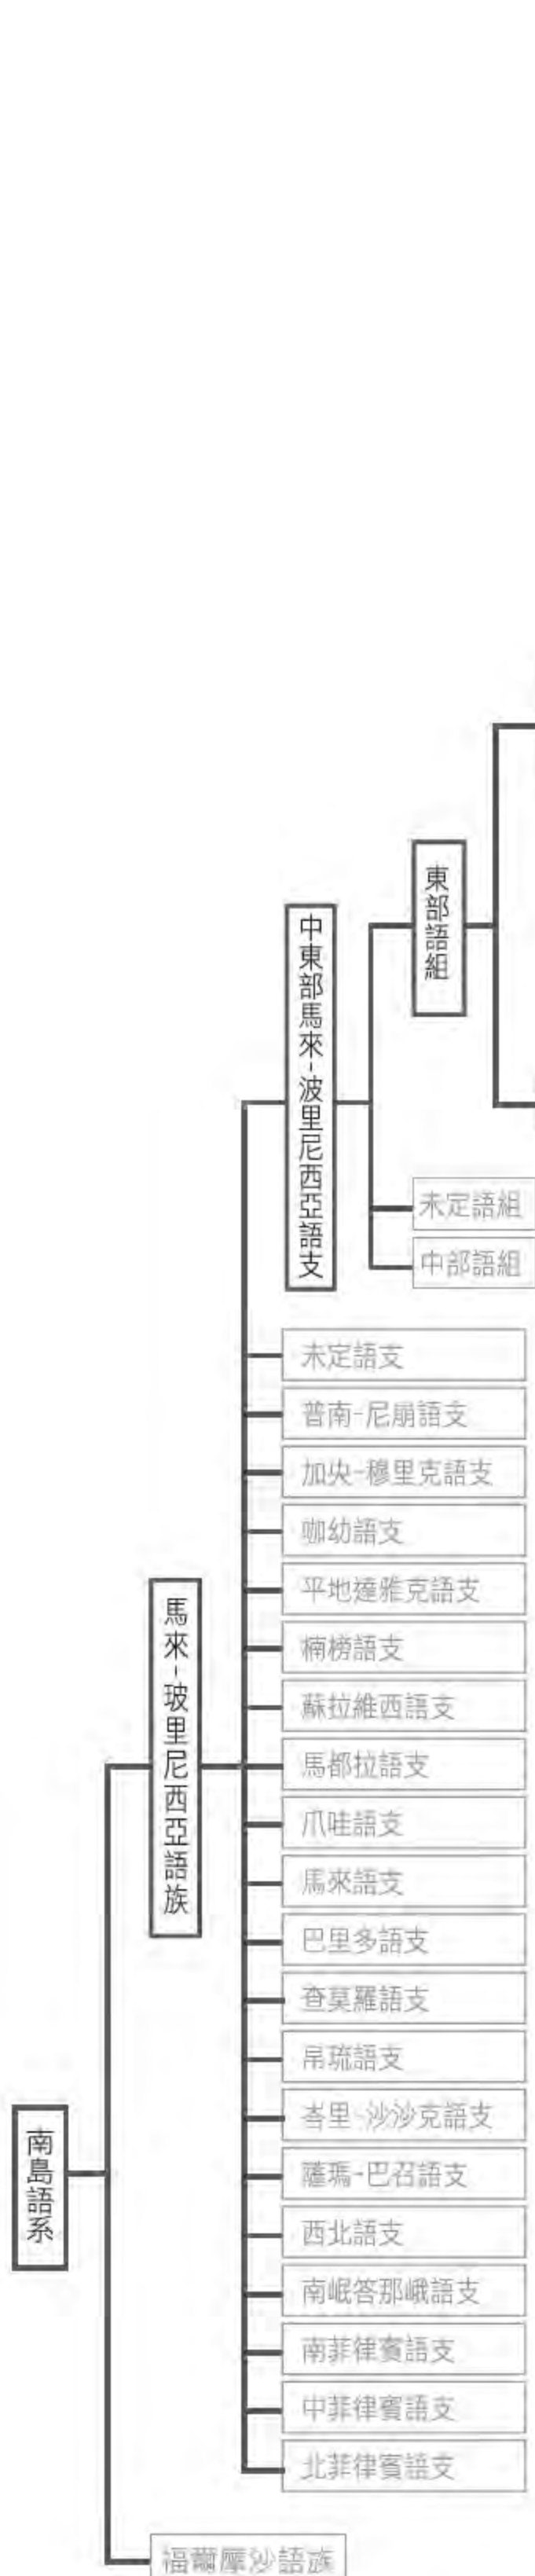 東部語組
中東部馬來-波里尼西亞語支
未定語組
中部語組
未定語支
普南-尼崩語支
加央-穆里克語支
咖幼語支
平地達雅克語支
楠榜語支
蘇拉維西語支
馬都拉語支
爪哇語支
馬來語支
馬來-玻里尼西亞語族
巴里多語支
查莫羅語支
帛琉語支
峇里-沙沙克語支
薩瑪-巴召語支
南島語系
西北語支
南岷答那峨語支
南菲律賓語支
中菲律賓語支
北菲律賓語支
福爾摩沙語族